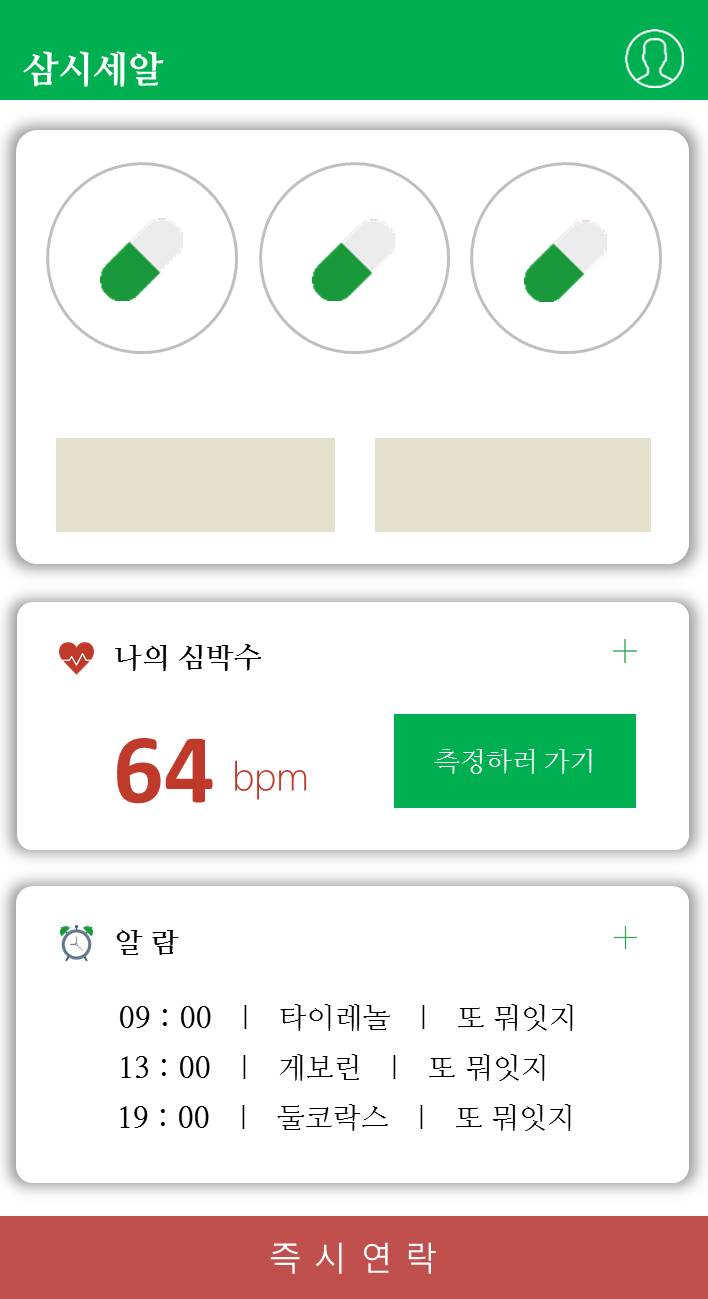 삼시세알
나의 심박수
64 bpm
측정하러 가기
알 람
09 : 00 | 타이레놀 | 또 뭐잇지
13 : 00 | 게보린 | 또 뭐잇지
19 : 00 | 둘코락스 | 또 뭐잇지
즉 시 연 락